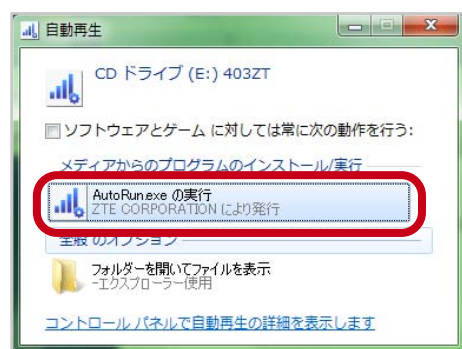 自動再生
CD ドライブ (E:) 403ZT
ソフトウェアとゲーム に対しては常に次の動作を行う:
メディアからのプログラムのインストール/実行
AutoRun.exe の実行
ZTE CORPORATION により発行
全般 のオプション
フォルダーを開いてファイルを表示
-エクスプローラー使用
コントロール パネルで自動再生の詳細を表示します